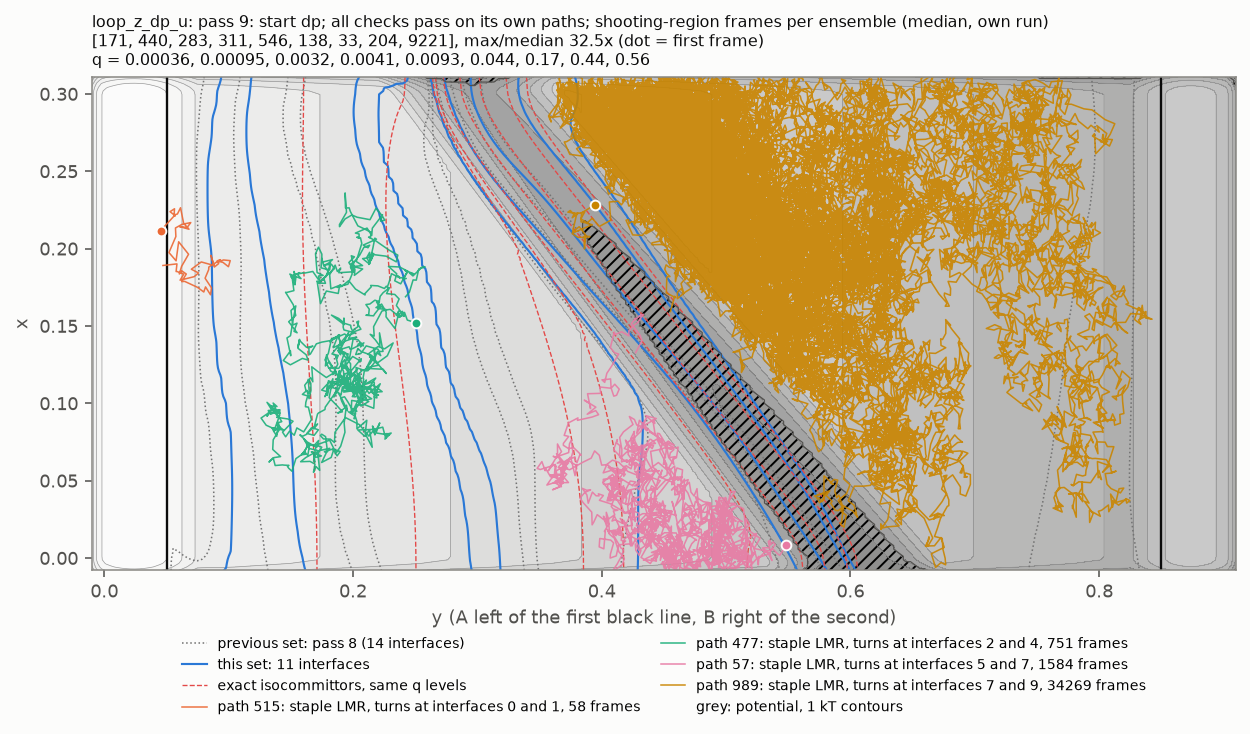 loop_z_dp_u: pass 9: start dp; all checks pass on its own paths; shooting-region frames per ensemble (median, own run)
[171, 440, 283, 311, 546, 138, 33, 204, 9221], max/median 32.5x (dot = first frame)
q = 0.00036, 0.00095, 0.0032, 0.0041, 0.0093, 0.044, 0.17, 0.44, 0.56
0.30
0.25
0.20
0.15
0.10
0.05
0.00
x
0.0 0.2 0.4 0.6 0.8
y (A left of the first black line, B right of the second)
previous set: pass 8 (14 interfaces)
this set: 11 interfaces
exact isocommittors, same q levels
path 515: staple LMR, turns at interfaces 0 and 1, 58 frames
path 477: staple LMR, turns at interfaces 2 and 4, 751 frames
path 57: staple LMR, turns at interfaces 5 and 7, 1584 frames
path 989: staple LMR, turns at interfaces 7 and 9, 34269 frames
grey: potential, 1 kT contours